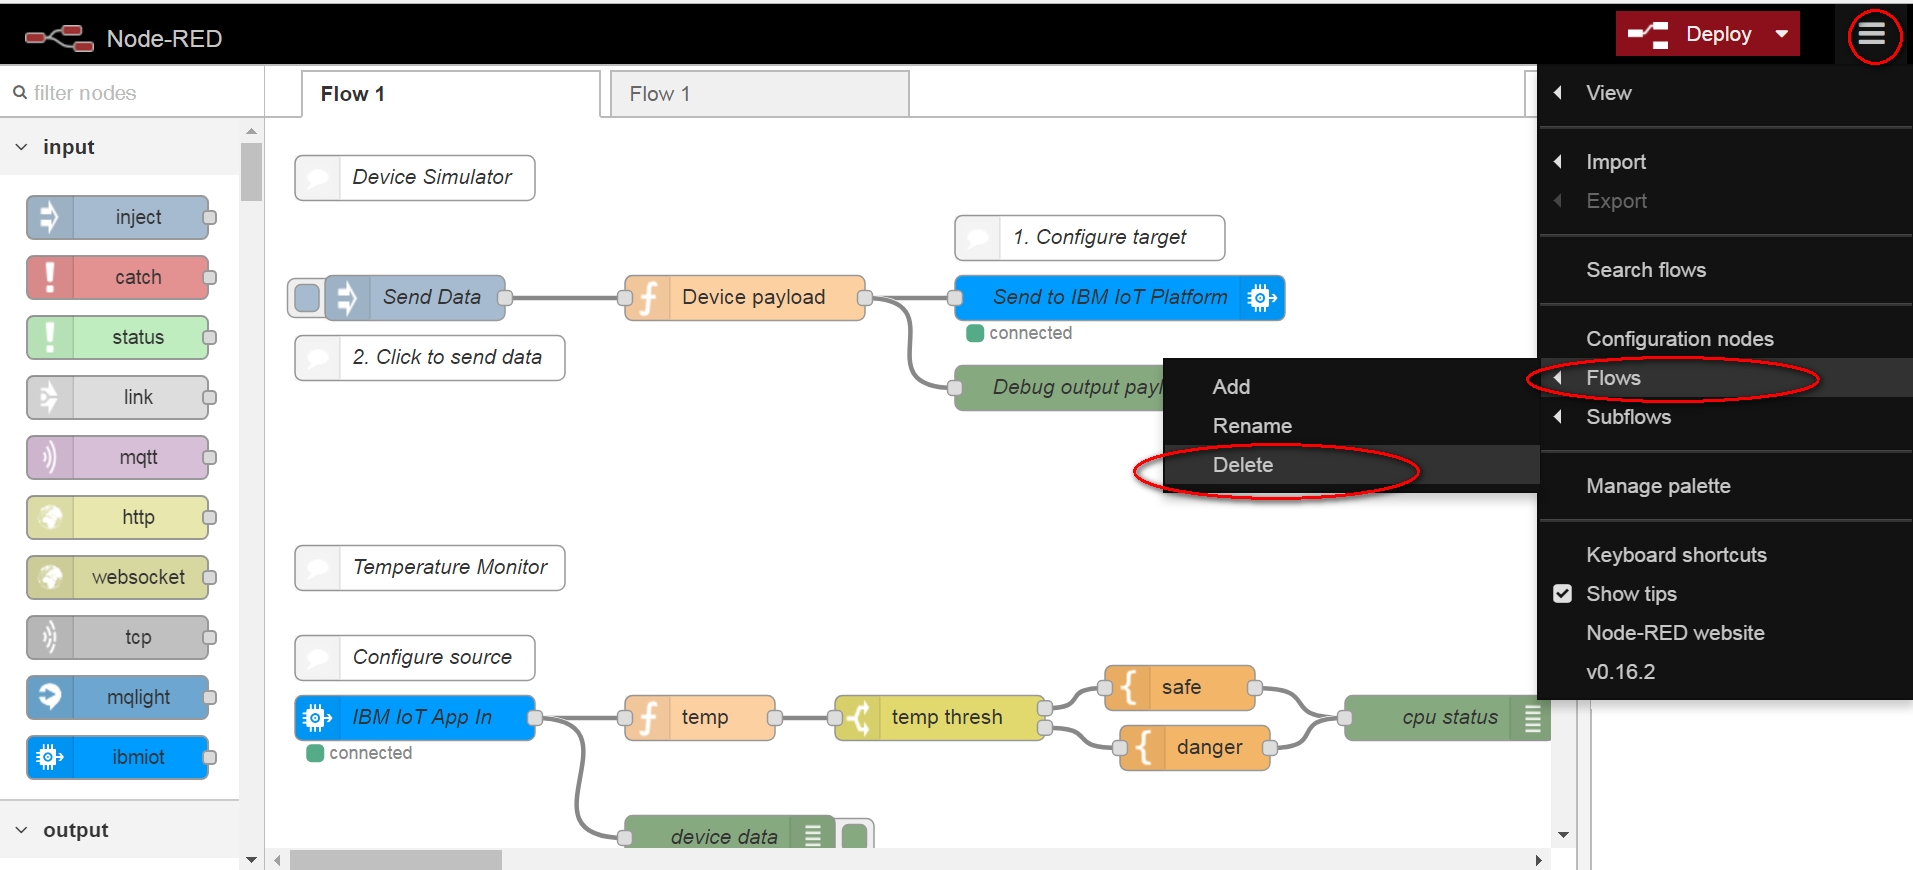 Node-RED
Deploy
filter nodes
Flow 1
Flow 1
input
inject
catch
status
link
mqtt
http
websocket
tcp
mqlight
ibmiot
output
Device Simulator
1. Configure target
Send Data
Device payload
Send to IBM IoT Platform
connected
2. Click to send data
Debug output payl
Temperature Monitor
Configure source
IBM IoT App In
connected
temp
temp thresh
safe
danger
cpu status
device data
Add
Rename
Delete
View
Import
Export
Search flows
Configuration nodes
Flows
Subflows
Manage palette
Keyboard shortcuts
Show tips
Node-RED website
v0.16.2